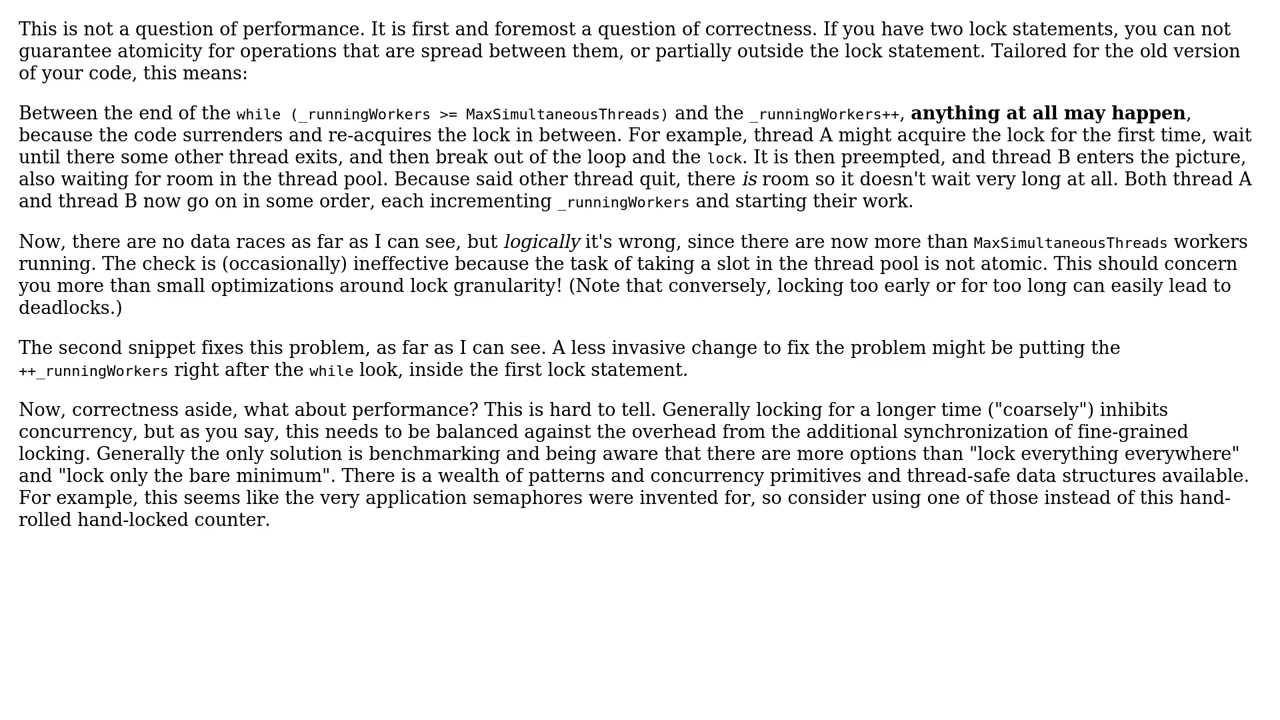 This is not a question of performance. It is first and foremost a question of correctness. If you have two lock statements, you can not
guarantee atomicity for operations that are spread between them, or partially outside the lock statement. Tailored for the old version
of your code, this means:
Between the end of the while (_runningWorkers >= MaxSimultaneousThreads) and the _runningWorkers++, anything at all may happen,
because the code surrenders and re-acquires the lock in between. For example, thread A might acquire the lock for the first time, wait
until there some other thread exits, and then break out of the loop and the lock. It is then preempted, and thread B enters the picture,
also waiting for room in the thread pool. Because said other thread quit, there is room so it doesn't wait very long at all. Both thread A
and thread B now go on in some order, each incrementing _runningWorkers and starting their work.
Now, there are no data races as far as I can see, but logically it's wrong, since there are now more than MaxSimultaneousThreads workers
running. The check is (occasionally) ineffective because the task of taking a slot in the thread pool is not atomic. This should concern
you more than small optimizations around lock granularity! (Note that conversely, locking too early or for too long can easily lead to
deadlocks.)
The second snippet fixes this problem, as far as I can see. A less invasive change to fix the problem might be putting the
++_runningWorkers right after the while look, inside the first lock statement.
Now, correctness aside, what about performance? This is hard to tell. Generally locking for a longer time ("coarsely") inhibits
concurrency, but as you say, this needs to be balanced against the overhead from the additional synchronization of fine-grained
locking. Generally the only solution is benchmarking and being aware that there are more options than "lock everything everywhere"
and "lock only the bare minimum". There is a wealth of patterns and concurrency primitives and thread-safe data structures available.
For example, this seems like the very application semaphores were invented for, so consider using one of those instead of this hand-
rolled hand-locked counter.